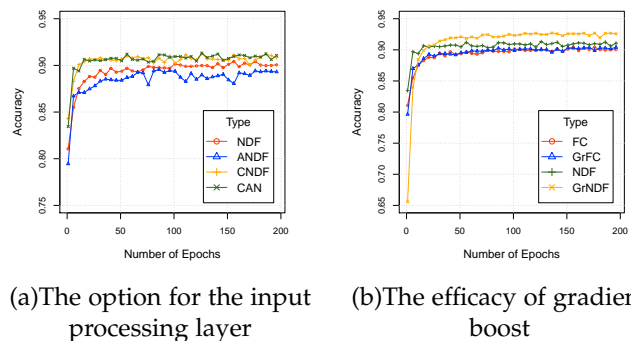 0.95
0.90
0.85
0.80
0.75
Accuracy
0 50 100 150 200
Number of Epochs
Type
NDF
ANDF
CNDF
CAN
0.95
0.90
0.85
0.80
0.75
0.70
0.65
Accuracy
0 50 100 150 200
Number of Epochs
Type
FC
GrFC
NDF
GrNDF
(a)The option for the input
processing layer
(b)The efficacy of gradien
boost